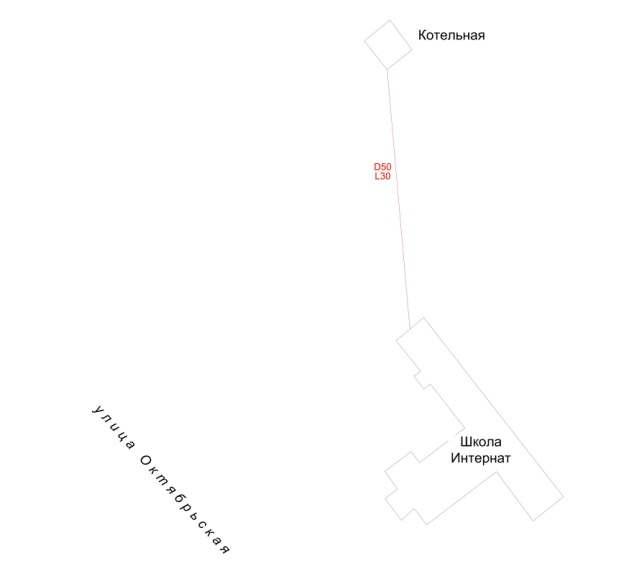 Котельная
D50
L30
Школа
Интернат
улица Октябрьская